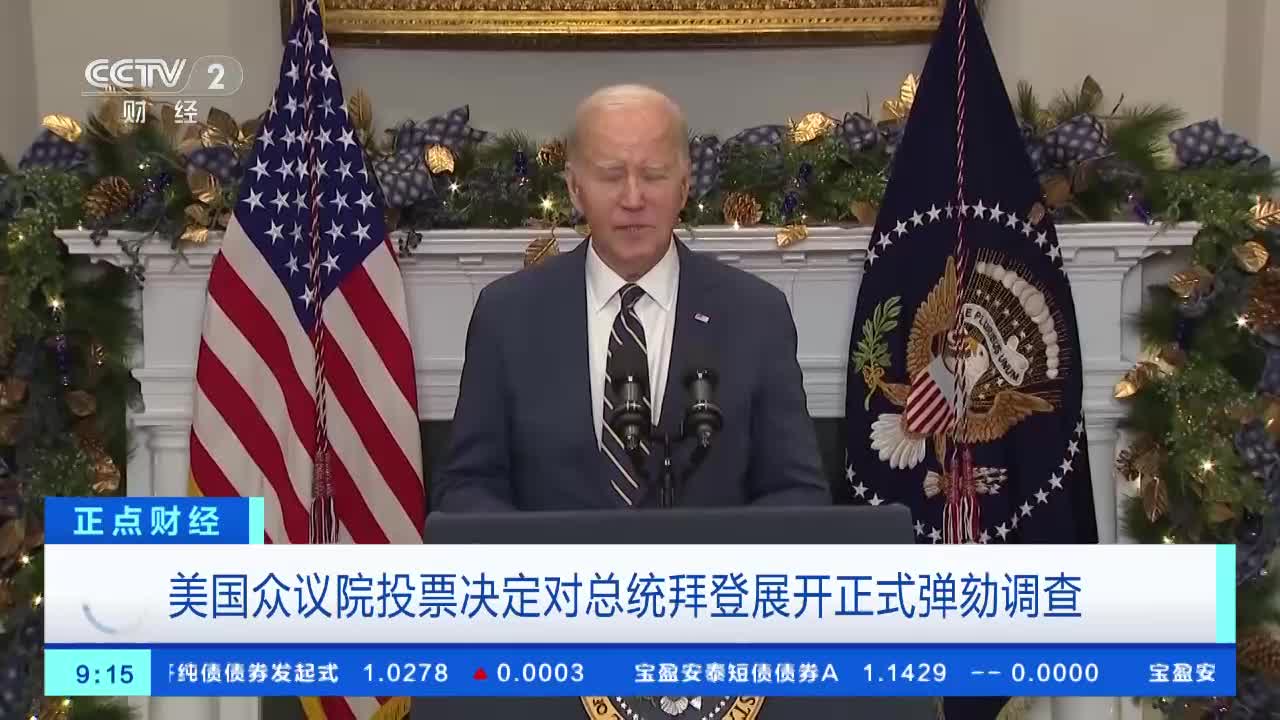 CCTV 2
财经
E PLURIBUS UNUM
正点财经
美国众议院投票决定对总统拜登展开正式弹劾调查
9:15 纯债债券发起式 1.0278 ▲ 0.0003 宝盈安泰短债债券A 1.1429 -- 0.0000 宝盈安